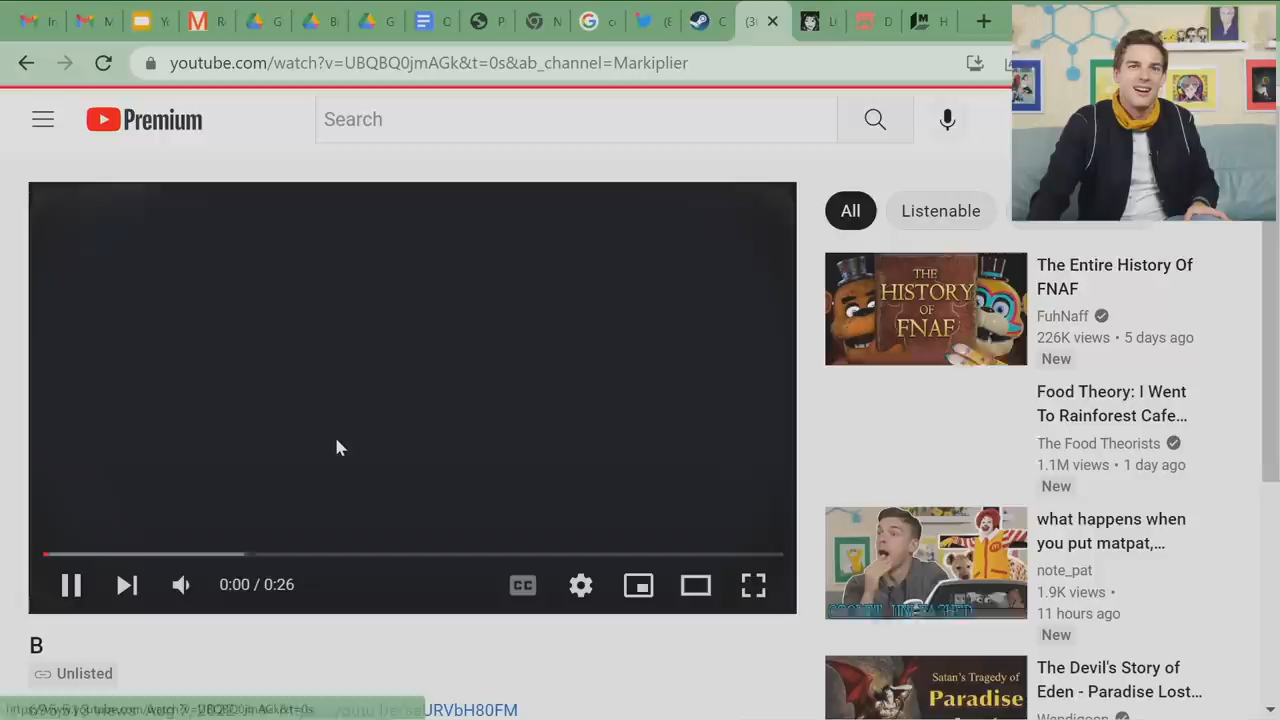 youtube.com/watch?v=UBQBQ0jmAGk&t=0s&ab_channel=Markiplier
Premium
Search
All
Listenable
THE
HISTORY
OF
FNAF
The Entire History Of
FNAF
FuhNaff
226K views • 5 days ago
New
Food Theory: I Went
To Rainforest Cafe...
The Food Theorists
1.1M views • 1 day ago
New
what happens when
you put matpat,...
note_pat
1.9K views •
11 hours ago
New
CC
0:00 / 0:26
B
Unlisted
Satan's Tragedy of
Paradise
The Devil's Story of
Eden - Paradise Lost...
Wendigoon
URVbH80FM